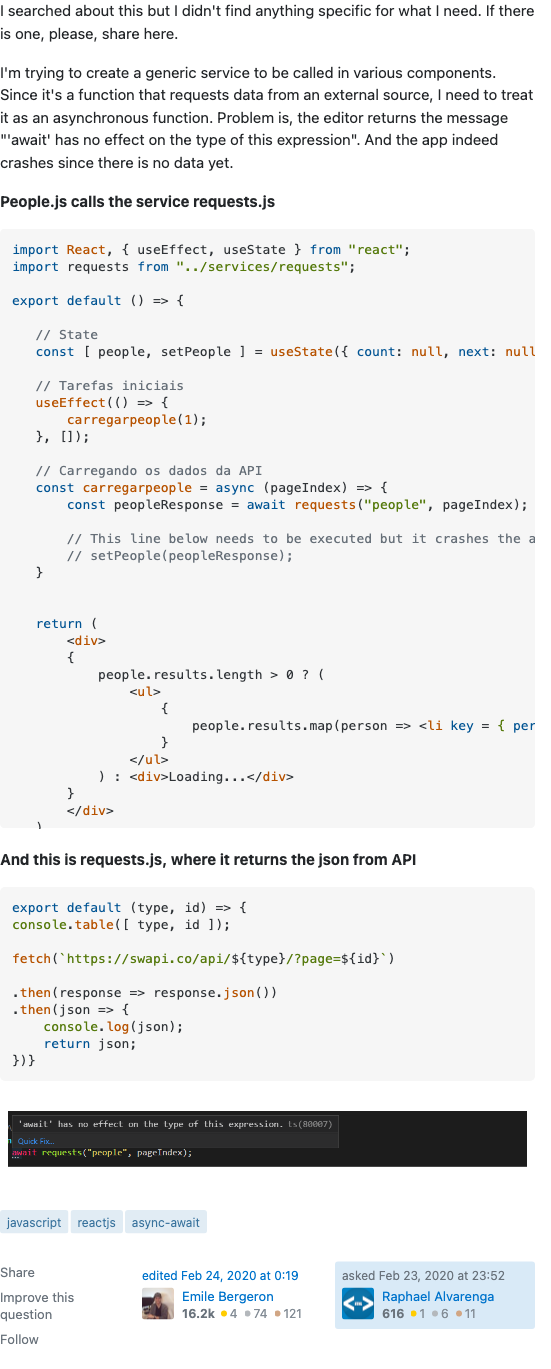 I searched about this but I didn't find anything specific for what I need. If there
is one, please, share here.
I'm trying to create a generic service to be called in various components.
Since it's a function that requests data from an external source, I need to treat
it as an asynchronous function. Problem is, the editor returns the message
"'await' has no effect on the type of this expression". And the app indeed
crashes since there is no data yet.
People.js calls the service requests.js
import React, { useEffect, useState } from "react";
import requests from "../services/requests";
export default () => {
// State
const [ people, setPeople ] = useState({ count: null, next: null
// Tarefas iniciais
useEffect(() => {
carregarpeople(1);
}, []);
// Carregando os dados da API
const carregarpeople = async (pageIndex) => {
const peopleResponse = await requests("people", pageIndex);
// This line below needs to be executed but it crashes the a
// setPeople(peopleResponse);
}
return (
<div>
{
people.results.length > 0 ? (
<ul>
{
people.results.map(person => <li key = { per
}
</ul>
) : <div>Loading...</div>
}
</div>
)
And this is requests.js, where it returns the json from API
export default (type, id) => {
console.table([ type, id ]);
fetch(`https://swapi.co/api/${type}/?page=${id}`)
.then(response => response.json())
.then(json => {
console.log(json);
return json;
})}
'await' has no effect on the type of this expression. ts(80007)
Quick Fix...
await requests("people", pageIndex);
javascript reactjs async-await
Share
Improve this
question
Follow
edited Feb 24, 2020 at 0:19
Emile Bergeron
16.2k 4 74 121
asked Feb 23, 2020 at 23:52
Raphael Alvarenga
616 1 6 11